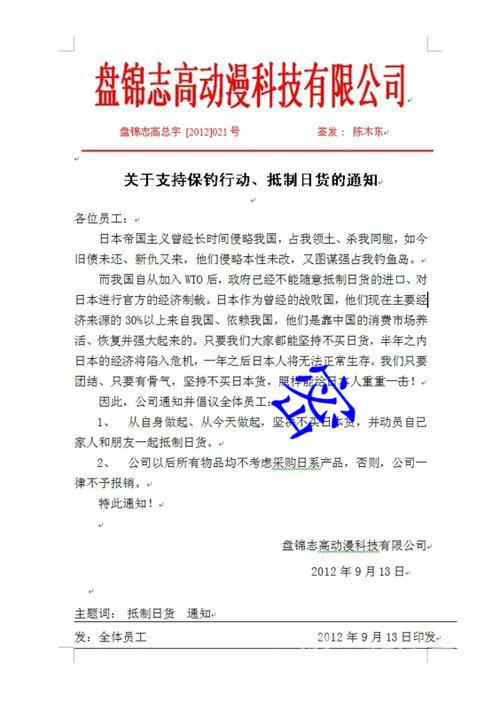 盘锦志高动漫科技有限公司
盘锦志高总字 [2012]021 号 签发： 陈木东
关于支持保钓行动、抵制日货的通知
各位员工：
日本帝国主义曾经长时间侵略我国，占我领土、杀我同胞，如今
旧债未还、新仇又来，他们侵略本性未改，又图谋强占我钓鱼岛。
而我国自从加入 WTO 后，政府已经不能随意抵制日货的进口、对
日本进行官方的经济制裁。日本作为曾经的战败国，他们现在主要经
济来源的 30%以上来自我国、依赖我国，他们是靠中国的消费市场养
活、恢复并强大起来的。只要我们大家都能坚持不买日货，半年之内
日本的经济将陷入危机，一年之后日本人将无法正常生存。我们只要
团结、只要有骨气，坚持不买日本货，照样能给日本人重重一击！
因此，公司通知并倡议全体员工：
1、 从自身做起、从今天做起，坚决不买日本货，并动员自己
家人和朋友一起抵制日货。
2、 公司以后所有物品均不考虑采购日系产品，否则，公司一
律不予报销。
特此通知！
盘锦志高动漫科技有限公司
2012 年 9 月 13 日
主题词： 抵制日货 通知
发：全体员工 2012 年 9 月 13 日印发